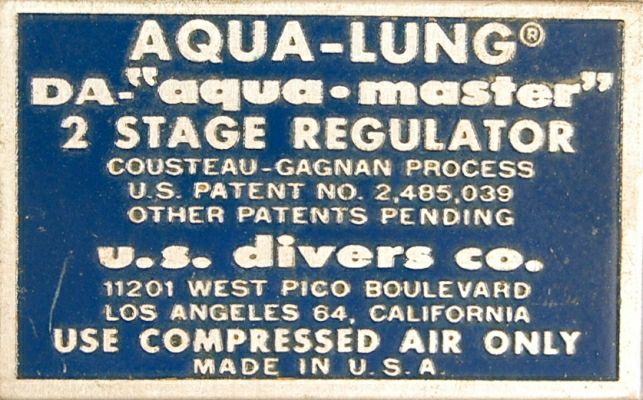 AQUA-LUNG®
DA-"aqua•master"
2 STAGE REGULATOR
COUSTEAU-GAGNAN PROCESS
U.S. PATENT NO. 2,485,039
OTHER PATENTS PENDING
u.s. divers co.
11201 WEST PICO BOULEVARD
LOS ANGELES 64, CALIFORNIA
USE COMPRESSED AIR ONLY
MADE IN U.S.A.